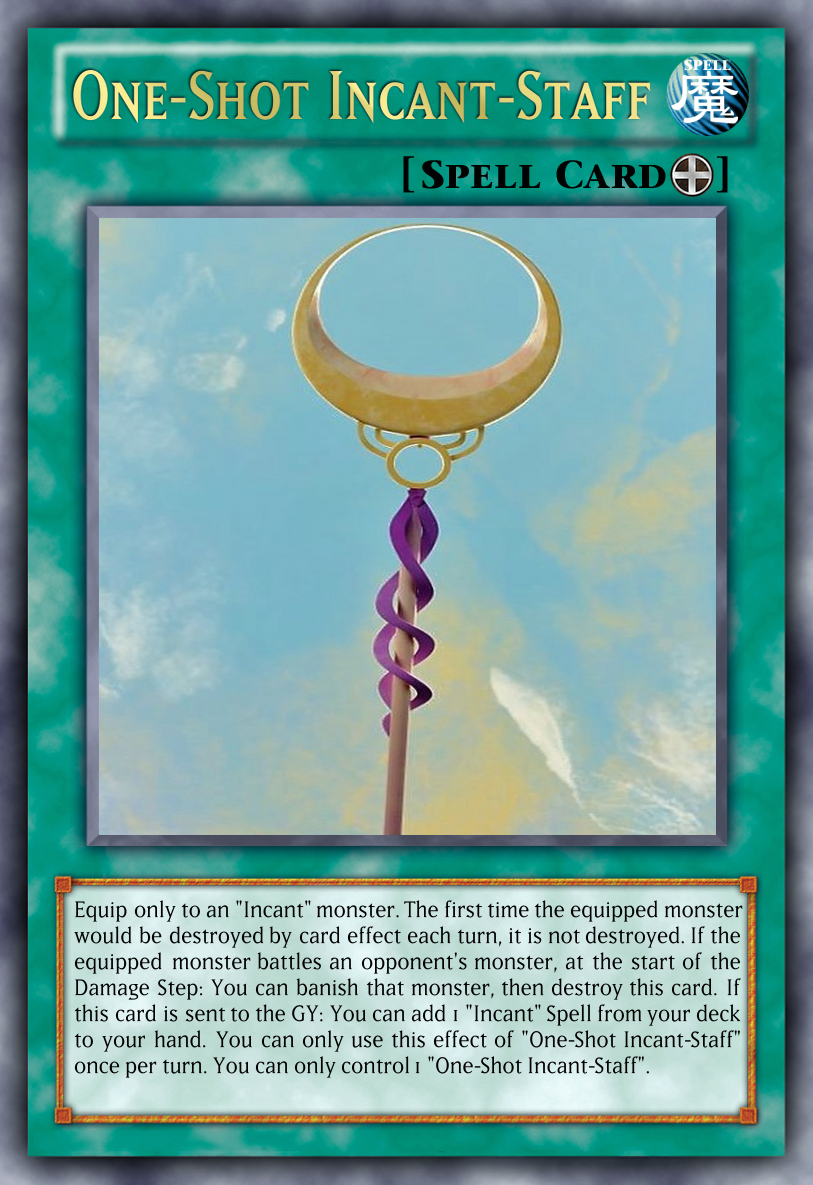 One-Shot Incant-Staff
SPELL
魔
[Spell Card]
Equip only to an "Incant" monster. The first time the equipped monster
would be destroyed by card effect each turn, it is not destroyed. If the
equipped monster battles an opponent's monster, at the start of the
Damage Step: You can banish that monster, then destroy this card. If
this card is sent to the GY: You can add 1 "Incant" Spell from your deck
to your hand. You can only use this effect of "One-Shot Incant-Staff"
once per turn. You can only control 1 "One-Shot Incant-Staff".